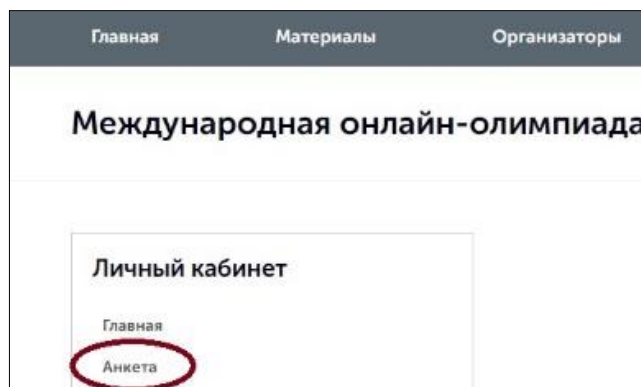 Главная Материалы Организаторы
Международная онлайн-олимпиада
Личный кабинет
Главная
Анкета